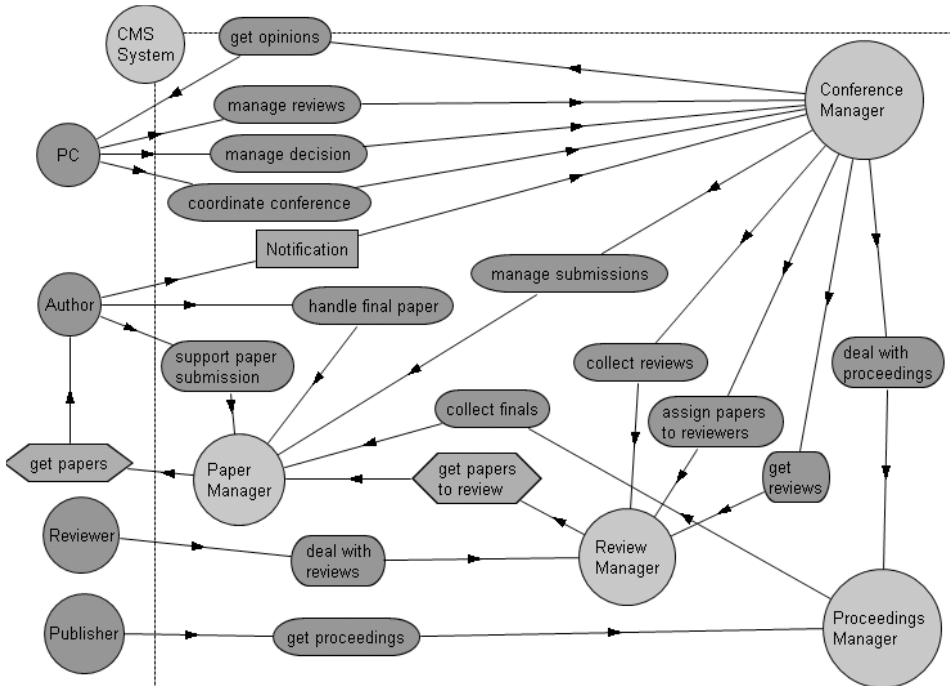 CMS
System
get opinions
Conference
Manager
manage reviews
PC
manage decision
coordinate conference
Notification
manage submissions
Author
handle final paper
support paper
submission
collect reviews
deal with
proceedings
collect finals
assign papers
to reviewers
get papers
Paper
Manager
get papers
to review
get
reviews
Reviewer
deal with
reviews
Review
Manager
Publisher
get proceedings
Proceedings
Manager